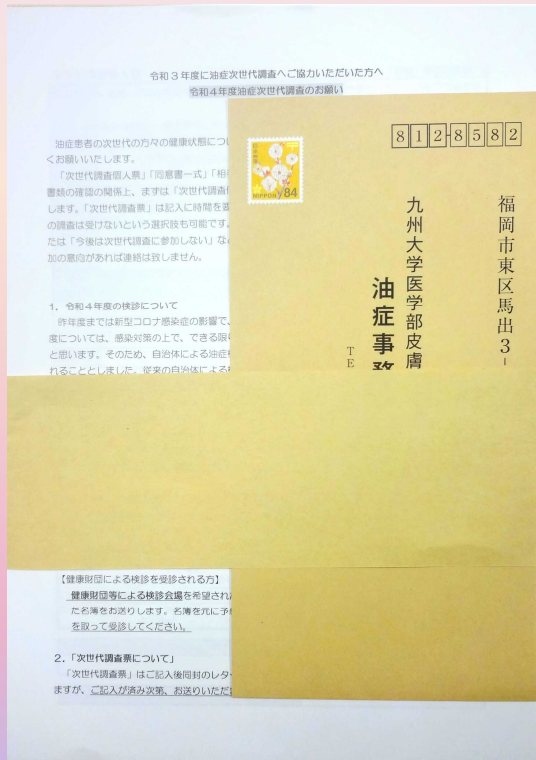 令和３年度に油症次世代調査へご協力いただいた方へ
令和４年度油症次世代調査のお願い
油症患者の次世代の方々の健康状態につい
くお願いいたします。
「次世代調査個人票」「同意書一式」「相
書類の確認の関係上、まずは「次世代調査
します。「次世代調査票」は記入に時間を要
の調査は受けないという選択肢も可能です。
たは「今後は次世代調査に参加しない」な
加の意向があれば連絡は致しません。
１．令和４年度の検診について
昨年度までは新型コロナ感染症の影響で、
度については、感染対策の上で、できる限
と思います。そのため、自治体による油症
れることとしました。従来の自治体による
【健康財団による検診を受診される方】
健康財団等による検診会場を希望され
た名簿をお送りします。名簿を元に予
を取って受診してください。
２．「次世代調査票について」
「次世代調査票」はご記入後同封のレター
ますが、ご記入が済み次第、お送りいただ
812-8582
日本郵便
NIPPON
84
福岡市東区馬出3-
九州大学医学部皮膚
油症事務
TE